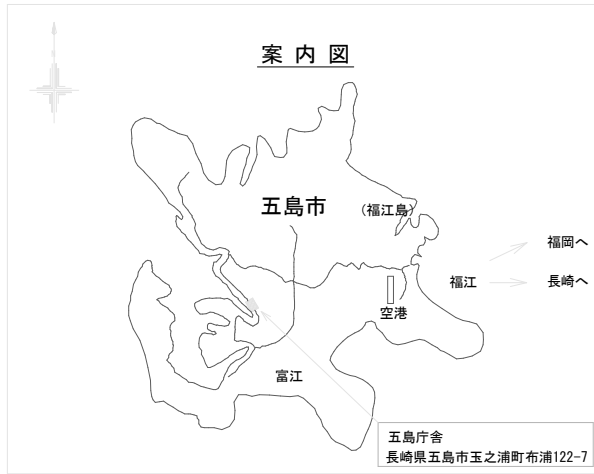 案内図
五島市
(福江島)
福岡へ
福江
長崎へ
空港
富江
五島庁舎
長崎県五島市玉之浦町布浦122-7